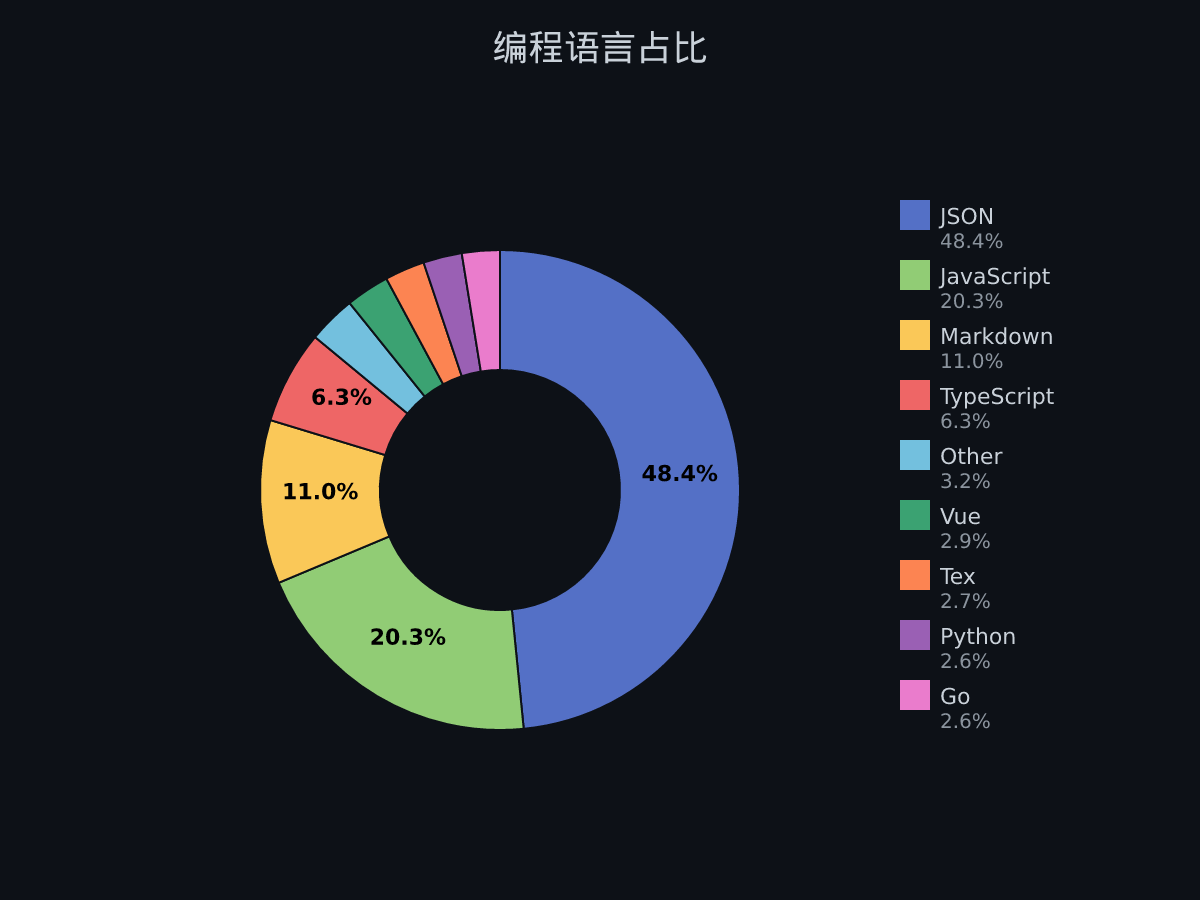 编程语言占比
6.3%
48.4%
11.0%
20.3%
JSON
48.4%
JavaScript
20.3%
Markdown
11.0%
TypeScript
6.3%
Other
3.2%
Vue
2.9%
Tex
2.7%
Python
2.6%
Go
2.6%